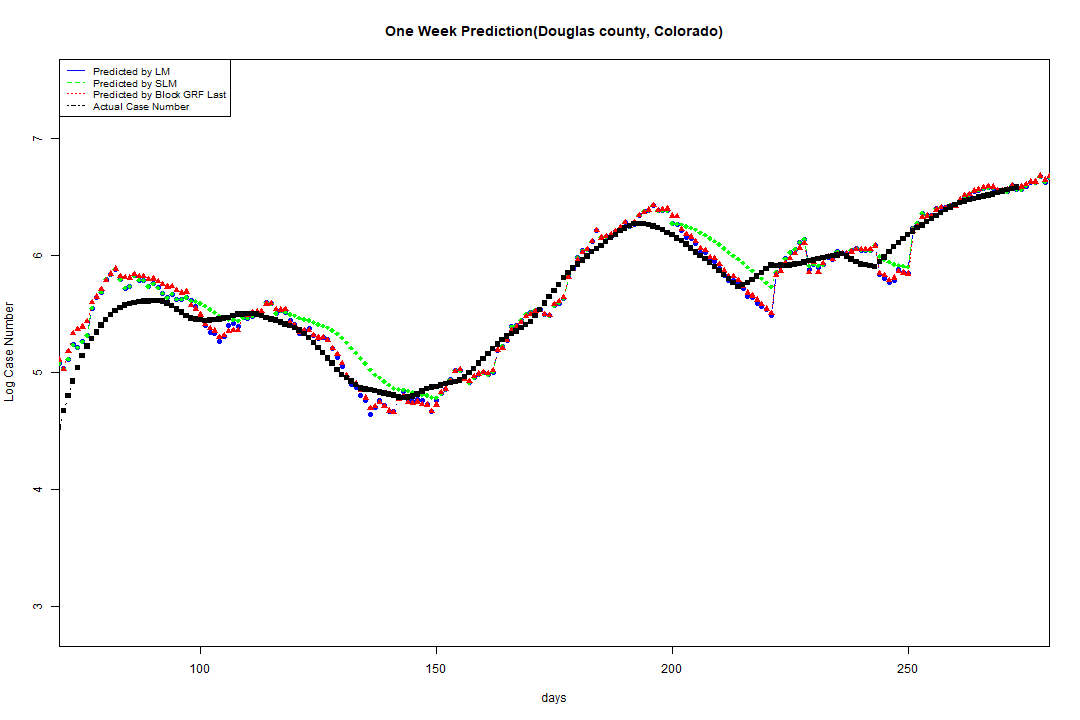 One Week Prediction(Douglas county, Colorado)
Predicted by LM
Predicted by SLM
Predicted by Block GRF Last
Actual Case Number
7
6
5
4
3
Log Case Number
100
150
200
250
days